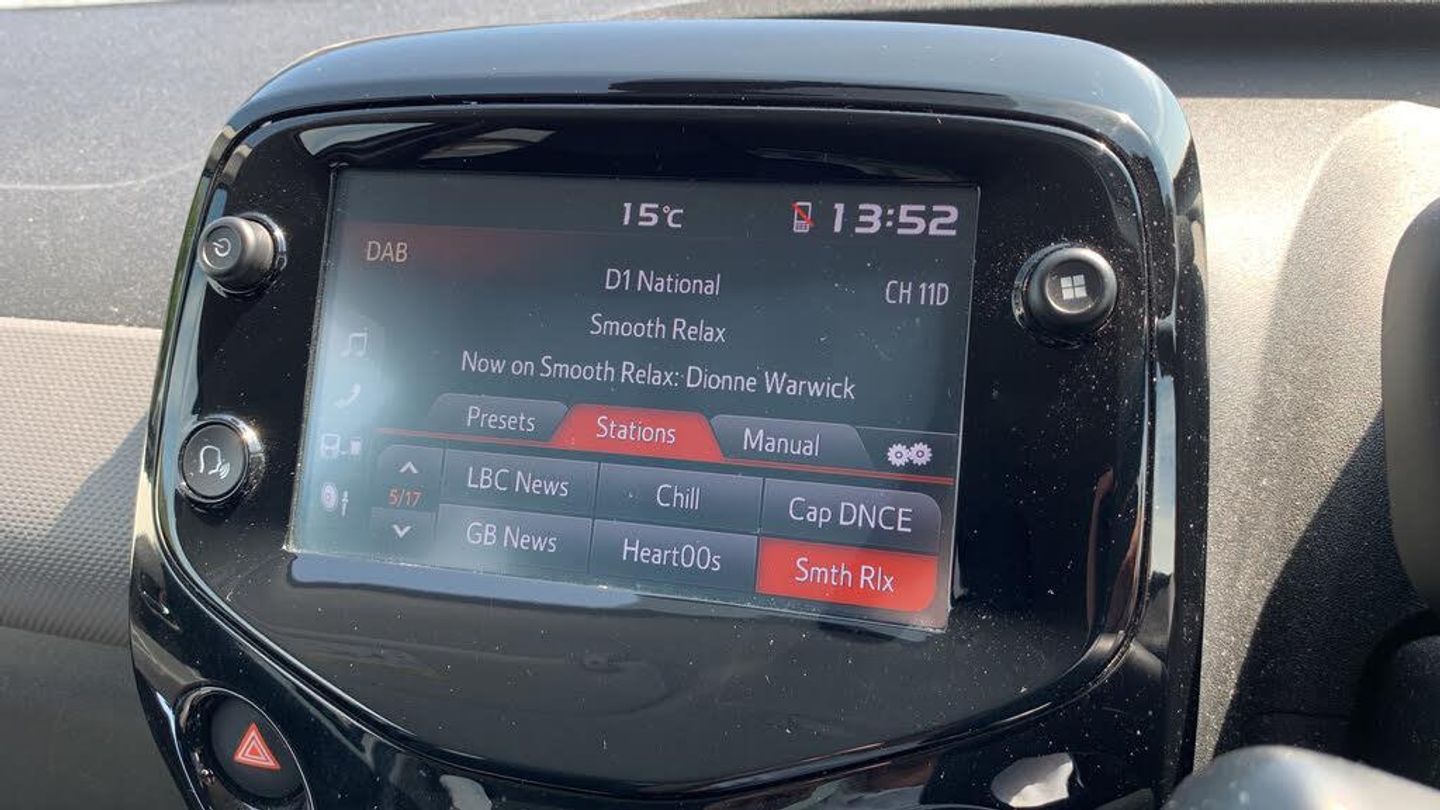 15°C 13:52
DAB
D1 National CH 11D
Smooth Relax
Now on Smooth Relax: Dionne Warwick
Presets Stations Manual
LBC News Chill Cap DNCE
5/17
GB News Heart00s Smth Rlx